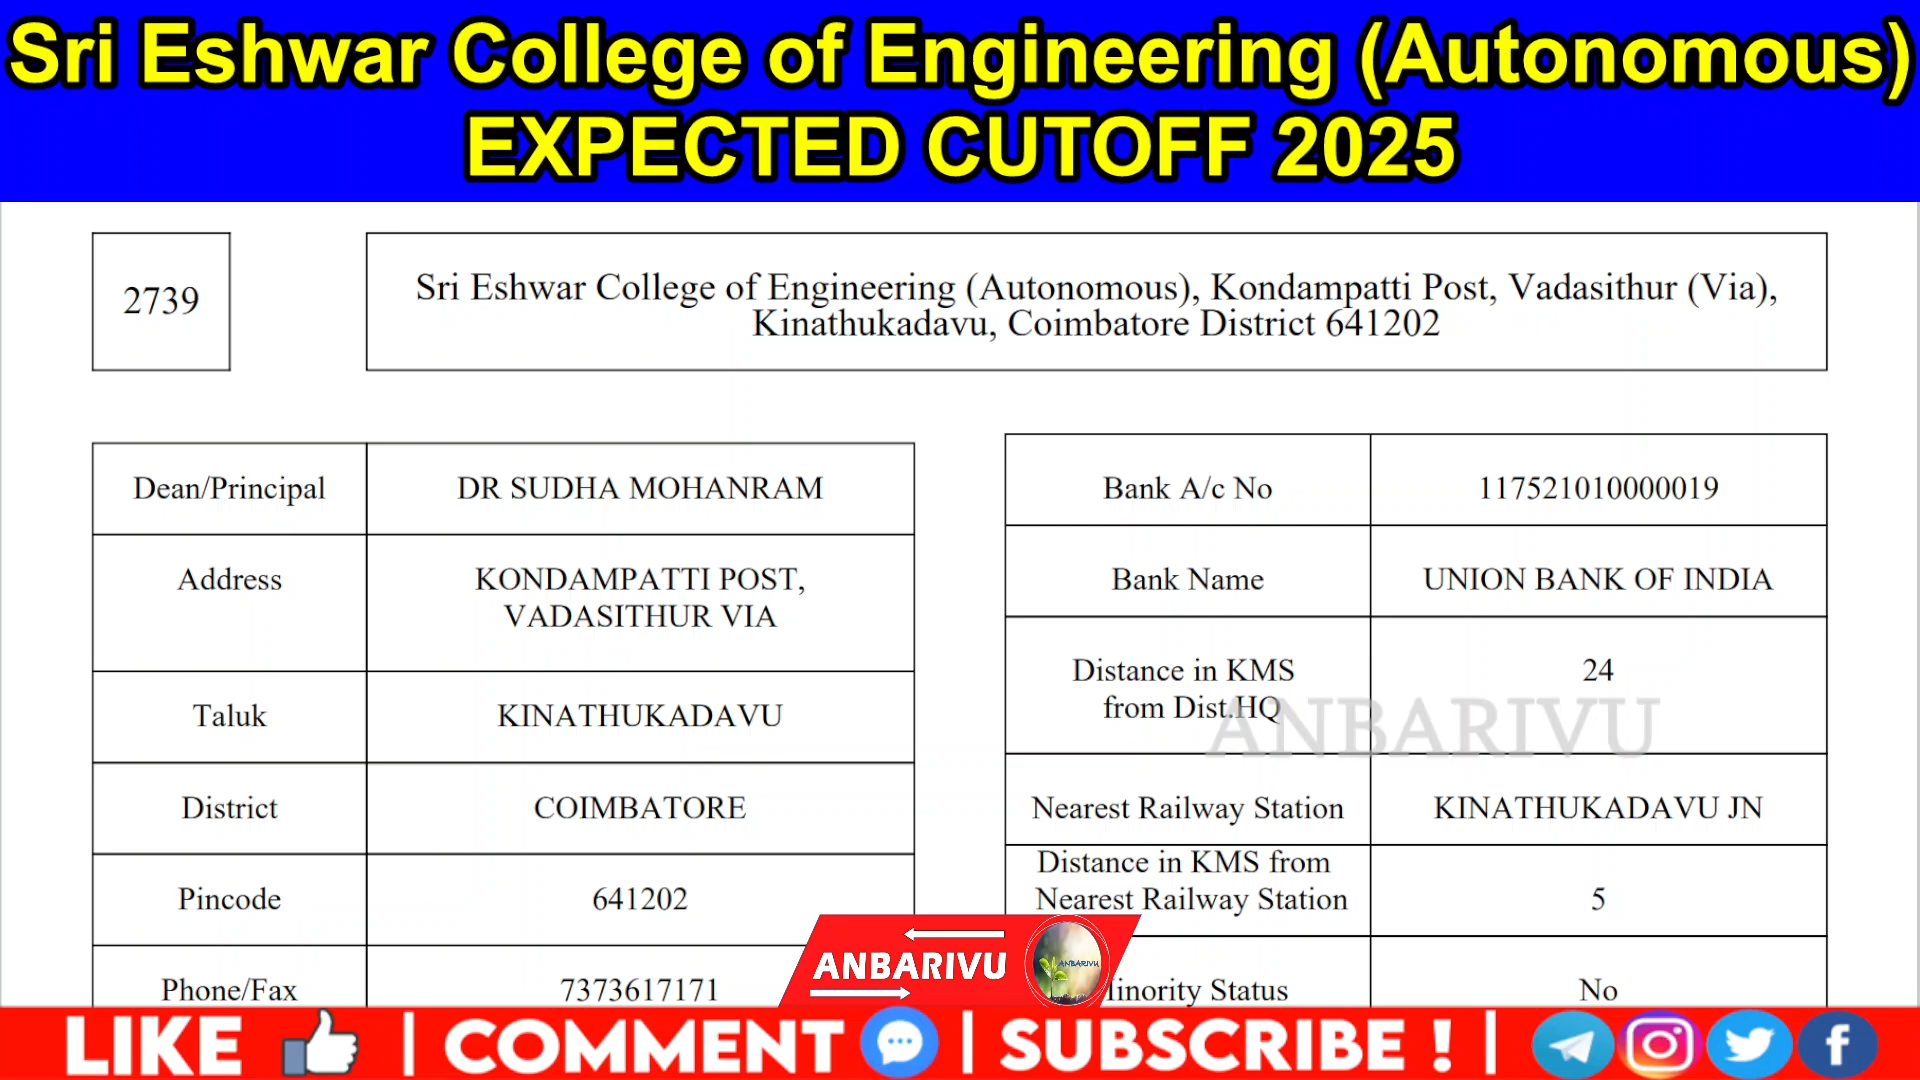 Sri Eshwar College of Engineering (Autonomous)
EXPECTED CUTOFF 2025
2739
Sri Eshwar College of Engineering (Autonomous), Kondampatti Post, Vadasithur (Via),
Kinathukadavu, Coimbatore District 641202
Dean/Principal DR SUDHA MOHANRAM
Address KONDAMPATTI POST,
VADASITHUR VIA
Taluk KINATHUKADAVU
District COIMBATORE
Pincode 641202
Phone/Fax 7373617171
Bank A/c No 117521010000019
Bank Name UNION BANK OF INDIA
Distance in KMS 24
from Dist.HQ
ANBARIVU
Nearest Railway Station KINATHUKADAVU JN
Distance in KMS from
Nearest Railway Station 5
Minority Status No
ANBARIVU
ANBARIVU
LIKE | COMMENT | SUBSCRIBE ! |